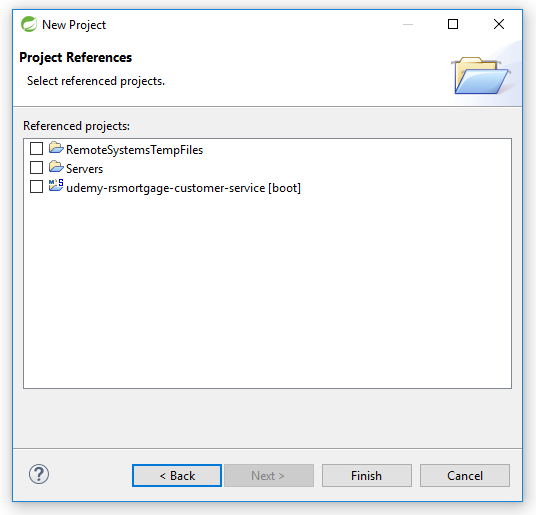 New Project
Project References
Select referenced projects.
Referenced projects:
RemoteSystemsTempFiles
Servers
udemy-rsmortgage-customer-service [boot]
?
< Back
Next >
Finish
Cancel